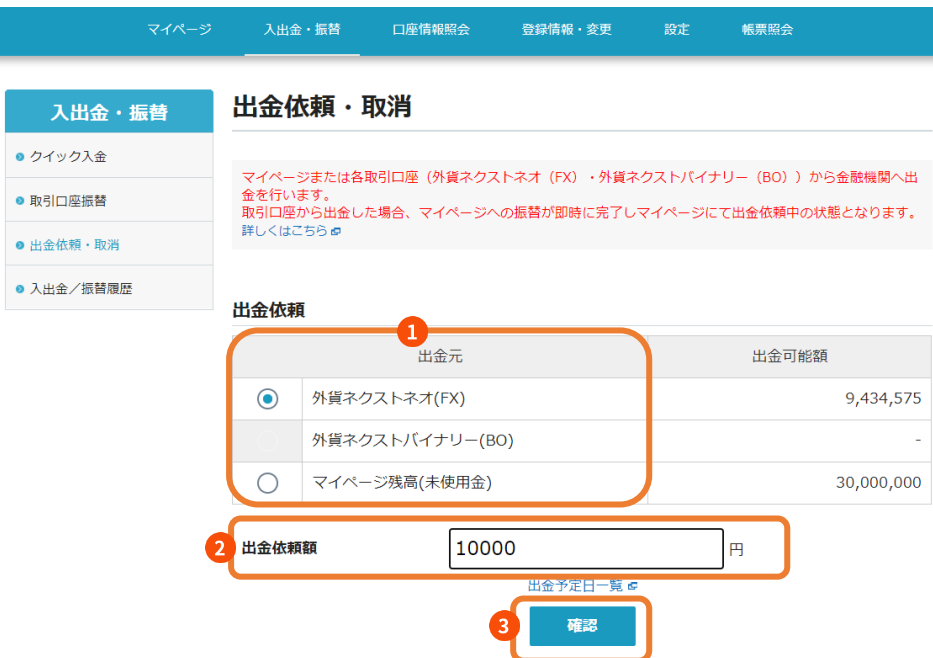 マイページ 入出金・振替 口座情報照会 登録情報・変更 設定 帳票照会
入出金・振替
クイック入金
取引口座振替
出金依頼・取消
入出金／振替履歴
出金依頼・取消
マイページまたは各取引口座（外貨ネクストネオ（FX）・外貨ネクストバイナリー（BO））から金融機関へ出
金を行います。
取引口座から出金した場合、マイページへの振替が即時に完了しマイページにて出金依頼中の状態となります。
詳しくはこちら
出金依頼
1
出金元 出金可能額
外貨ネクストネオ(FX) 9,434,575
外貨ネクストバイナリー(BO) -
マイページ残高(未使用金) 30,000,000
2 出金依頼額 10000 円
出金予定日一覧
3 確認